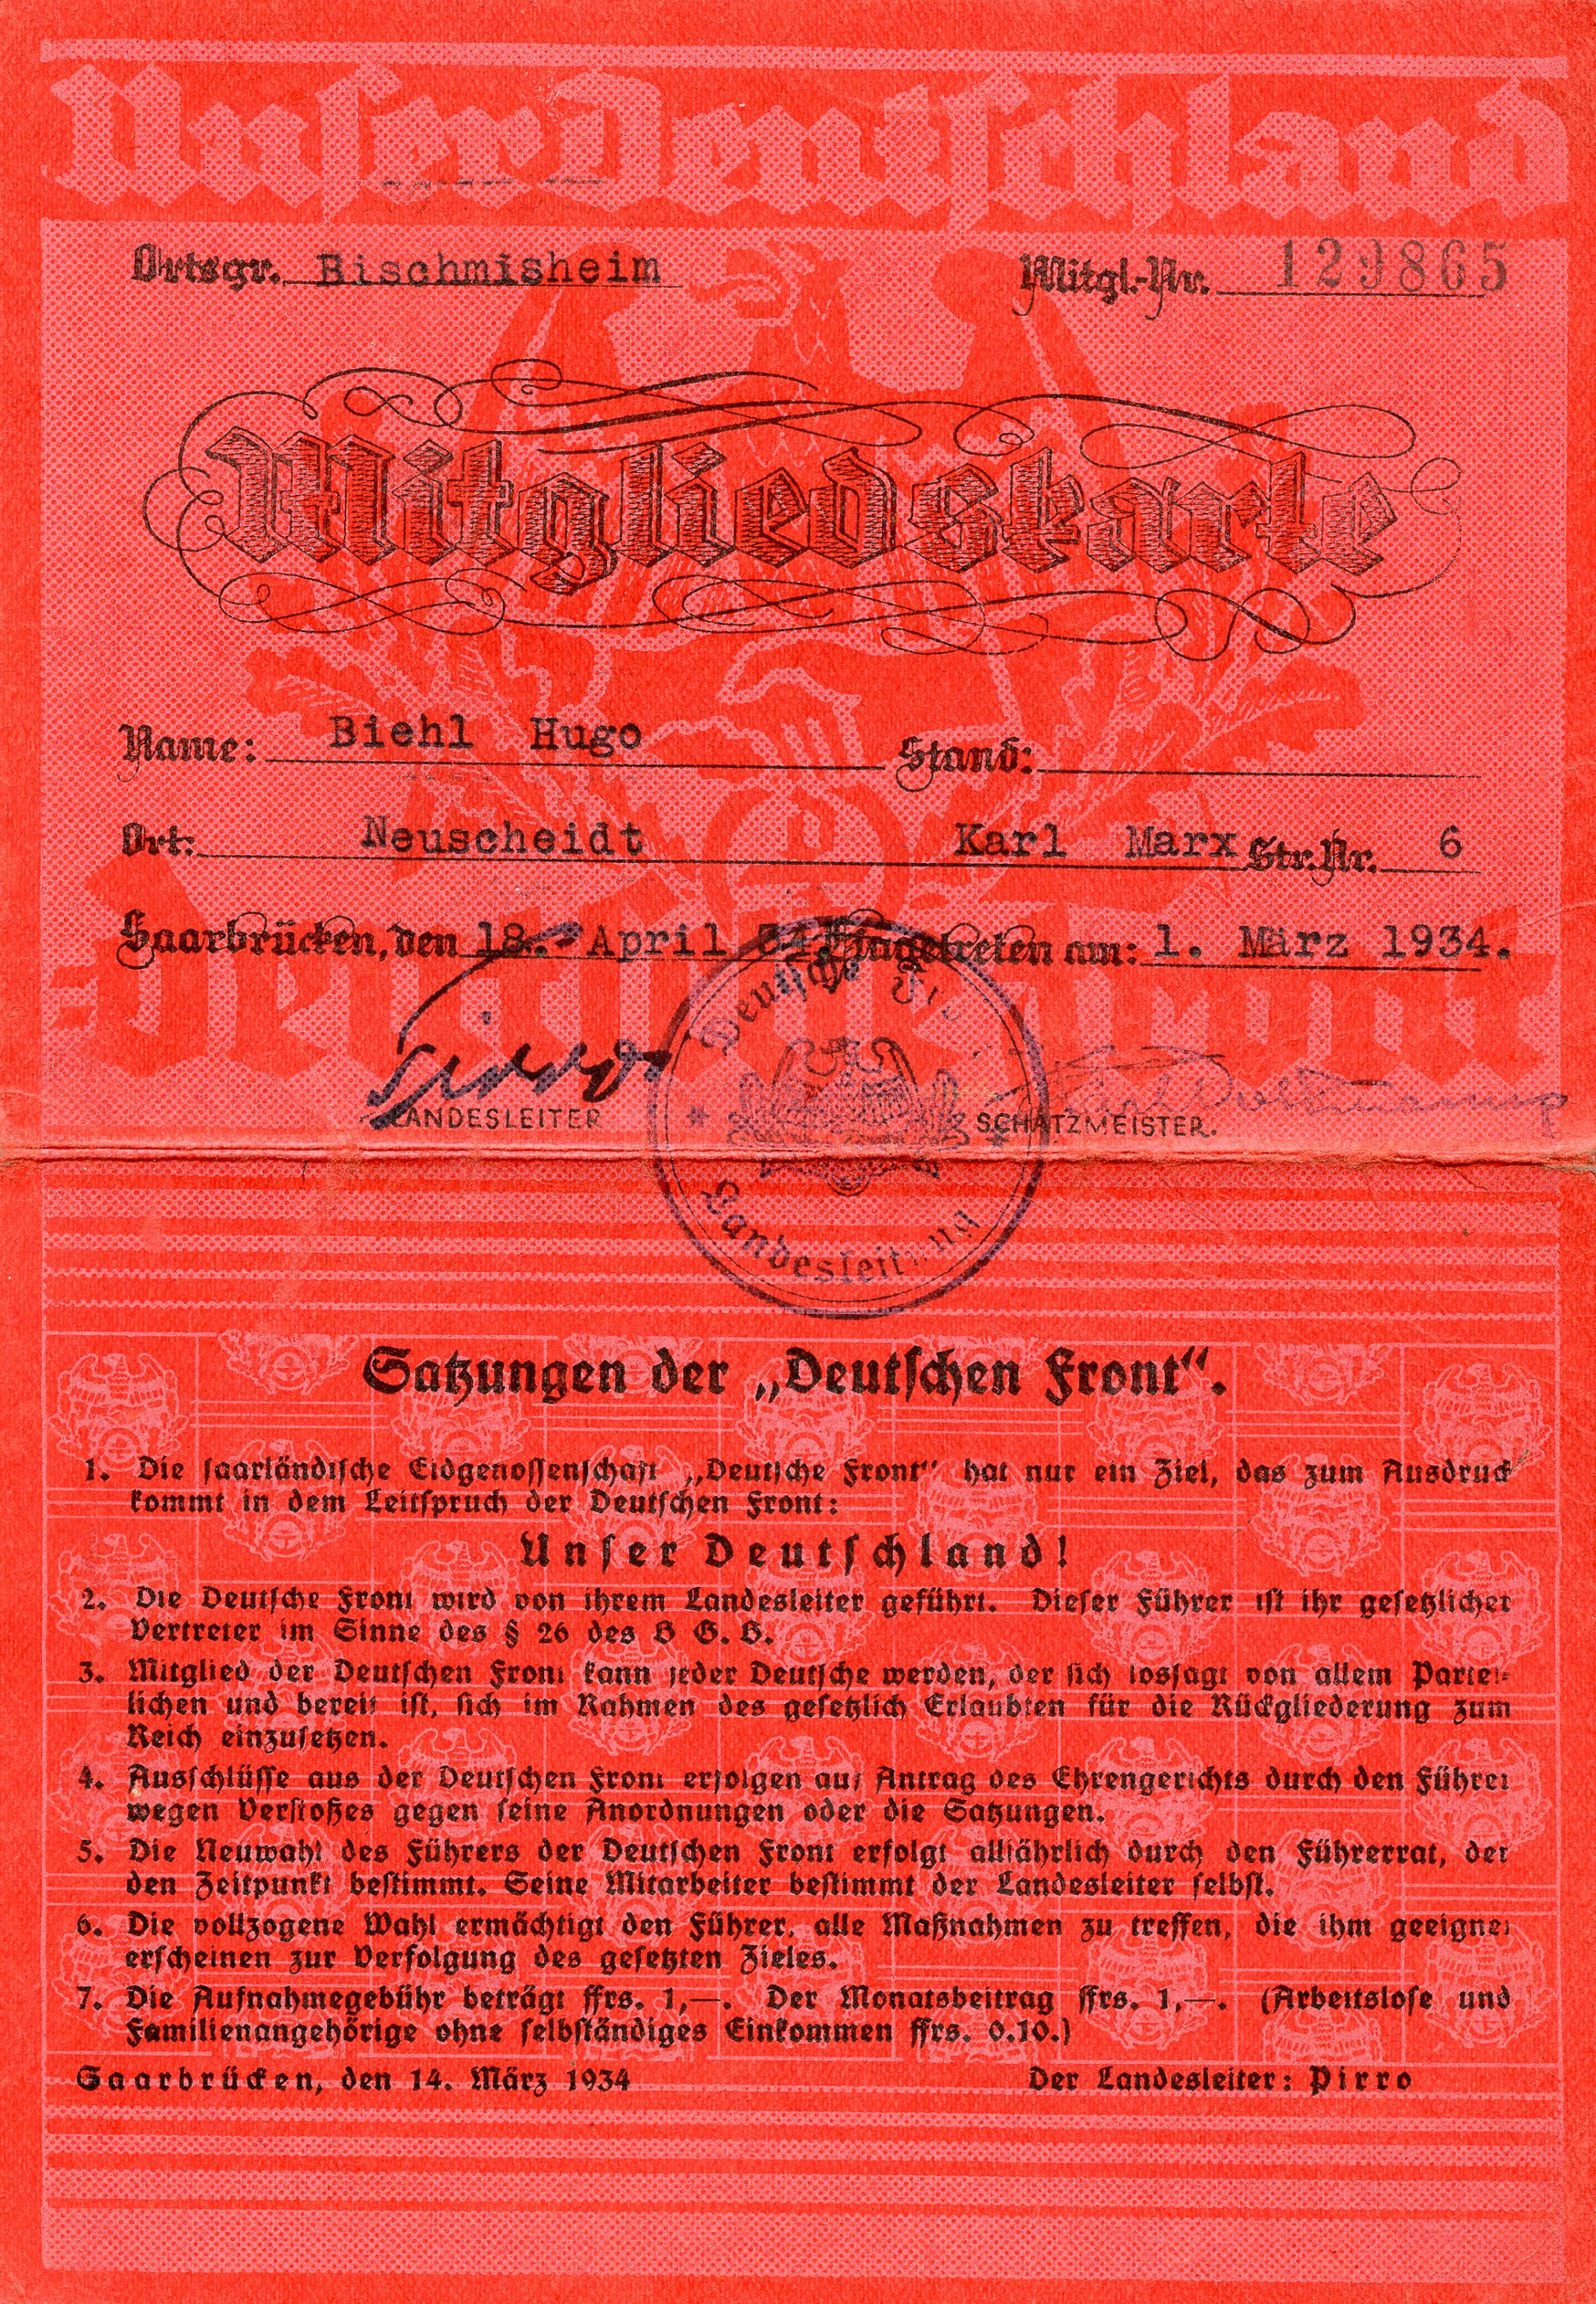 Unser Deutschland
Ortsgr. Bischmisheim Mitgl.-Nr. 129865
Mitgliedskarte
Name: Biehl Hugo Stand:
Ort: Neuscheidt Karl Marx Str. Nr. 6
Saarbrücken, den 18. April 34. Eingetreten am: 1. März 1934.
Deutsche Front
LANDESLEITER SCHATZMEISTER.
Deutsche
Landesleitung
Satzungen der „Deutschen Front“.
1. Die saarländische Eidgenossenschaft „Deutsche Front“ hat nur ein Ziel, das zum Ausdruck
kommt in dem Leitspruch der Deutschen Front:
Unser Deutschland!
2. Die Deutsche Front wird von ihrem Landesleiter geführt. Dieser Führer ist ihr gesetzlicher
Vertreter im Sinne des § 26 des B G. B.
3. Mitglied der Deutschen Front kann jeder Deutsche werden, der sich lossagt von allem Partei-
lichen und bereit ist, sich im Rahmen des gesetzlich Erlaubten für die Rückgliederung zum
Reich einzusetzen.
4. Ausschlüsse aus der Deutschen Front erfolgen auf Antrag des Ehrengerichts durch den Führer
wegen Verstoßes gegen seine Anordnungen oder die Satzungen.
5. Die Neuwahl des Führers der Deutschen Front erfolgt alljährlich durch den Führerrat, der
den Zeitpunkt bestimmt. Seine Mitarbeiter bestimmt der Landesleiter selbst.
6. Die vollzogene Wahl ermächtigt den Führer, alle Maßnahmen zu treffen, die ihm geeignet
erscheinen zur Verfolgung des gesetzten Zieles.
7. Die Aufnahmegebühr beträgt ffrs. 1,—. Der Monatsbeitrag ffrs. 1,—. (Arbeitslose und
Familienangehörige ohne selbständiges Einkommen ffrs. 0.10.)
Saarbrücken, den 14. März 1934 Der Landesleiter: Pirro